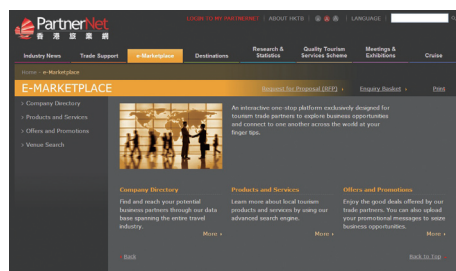 PartnerNet
香港旅業網
LOGIN TO MY PARTNERNET | ABOUT HKTB | LANGUAGE |
Industry News
Trade Support
e-Marketplace
Destinations
Research &
Statistics
Quality Tourism
Services Scheme
Meetings &
Exhibitions
Cruise
Home > e-Marketplace
E-MARKETPLACE
Request for Proposal (RFP) ›
Enquiry Basket ›
Print
› Company Directory
› Products and Services
› Offers and Promotions
› Venue Search
An interactive one-stop platform exclusively designed for
tourism trade partners to explore business opportunities
and connect to one another across the world at your
finger tips.
Company Directory
Find and reach your potential
business partners through our data
base spanning the entire travel
industry.
More ›
Products and Services
Learn more about local tourism
products and services by using our
advanced search engine.
More ›
Offers and Promotions
Enjoy the good deals offered by our
trade partners. You can also upload
your promotional messages to seize
business opportunities.
More ›
Back
Back to Top